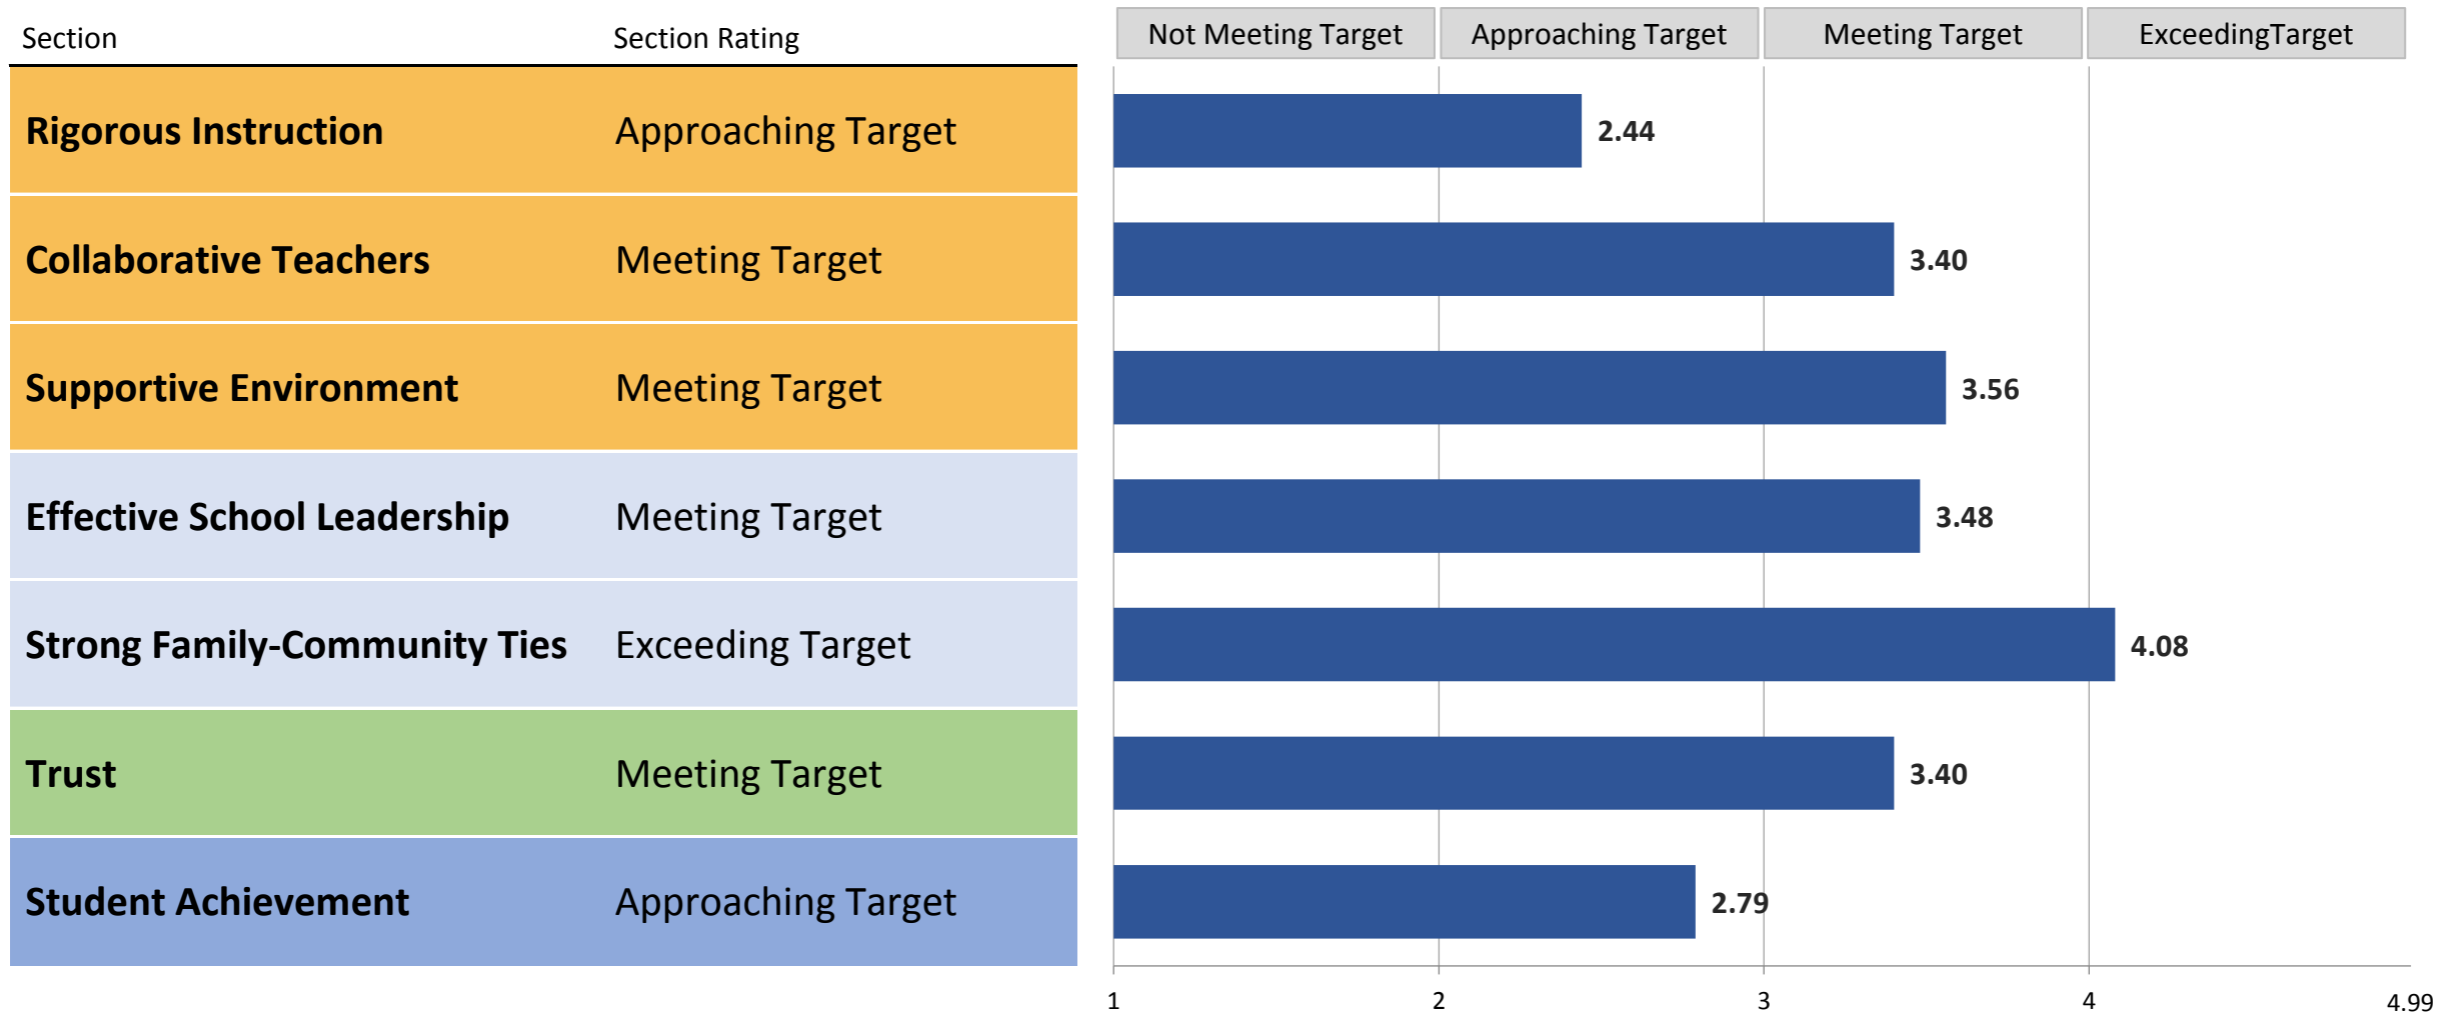 Section Section Rating Not Meeting Target Approaching Target Meeting Target ExceedingTarget
Rigorous Instruction Approaching Target 2.44
Collaborative Teachers Meeting Target 3.40
Supportive Environment Meeting Target 3.56
Effective School Leadership Meeting Target 3.48
Strong Family-Community Ties Exceeding Target 4.08
Trust Meeting Target 3.40
Student Achievement Approaching Target 2.79
1 2 3 4 4.99